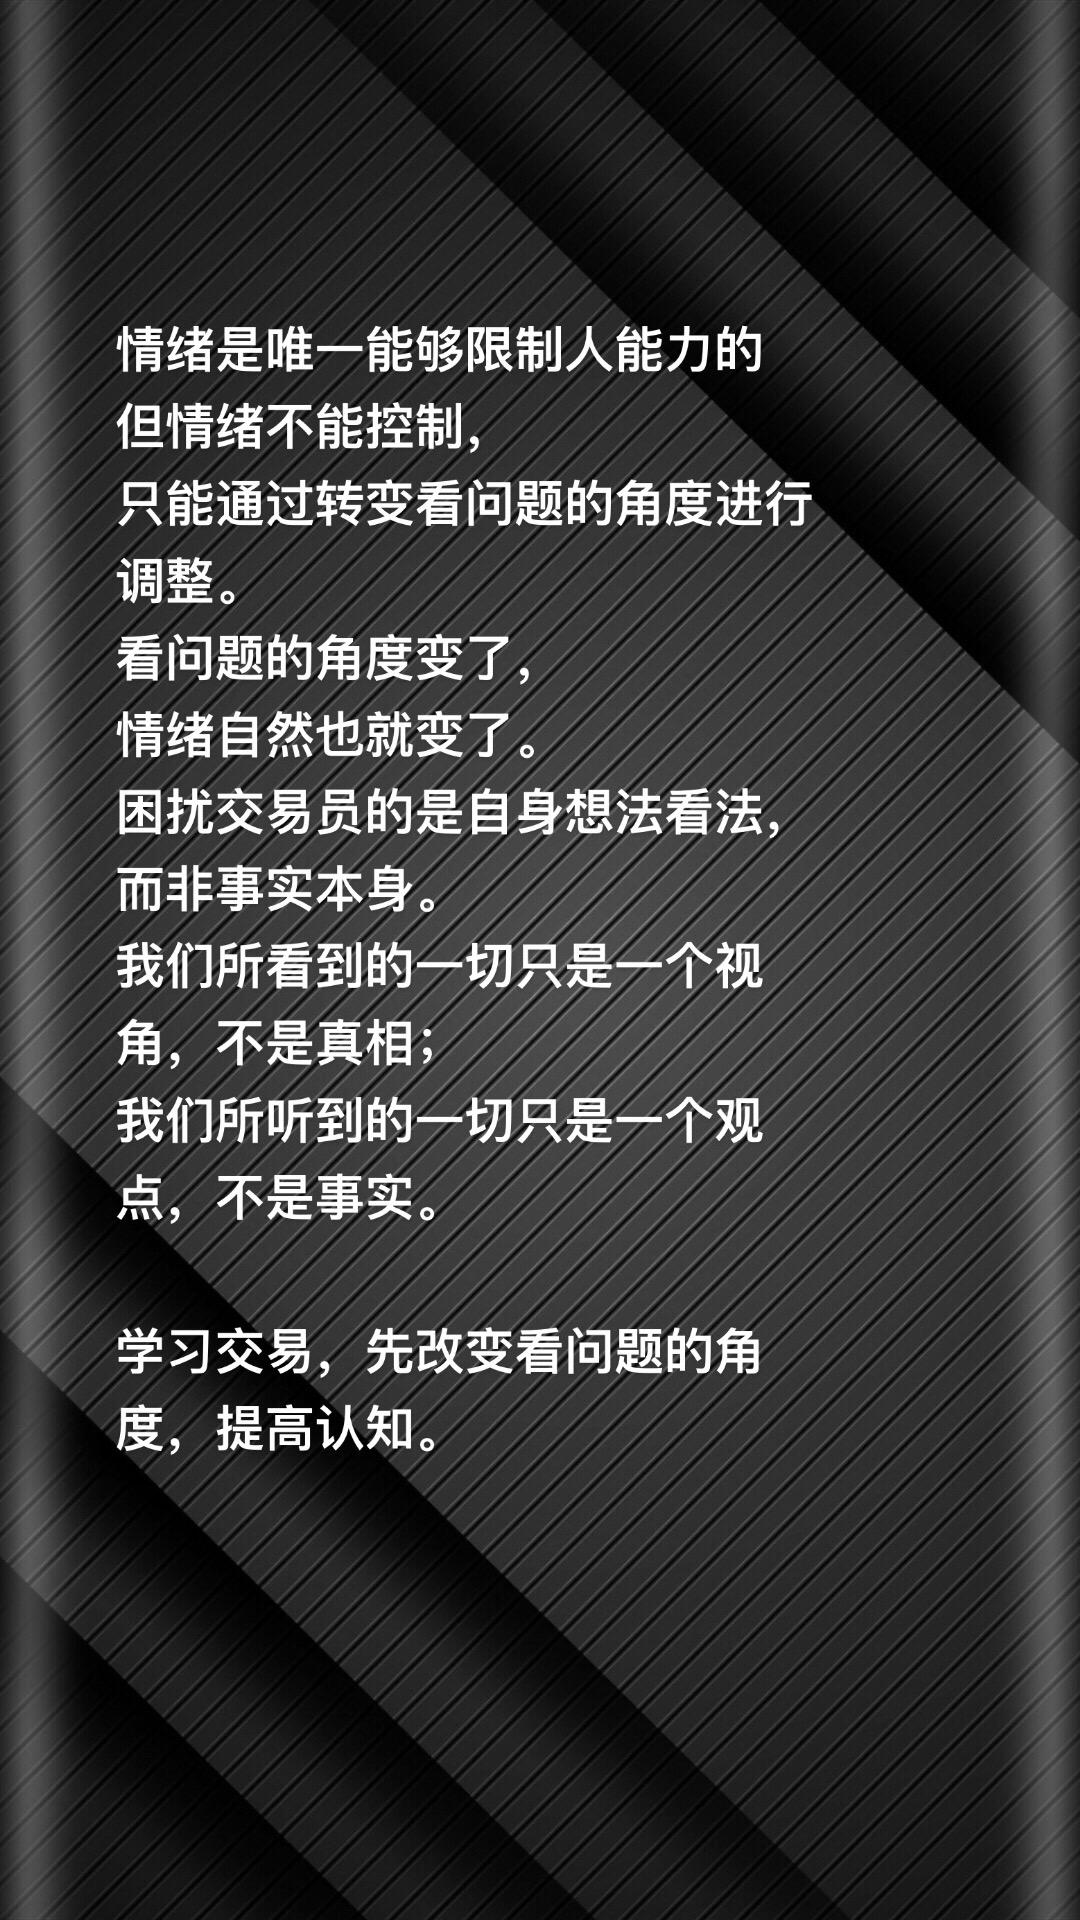 情绪是唯一能够限制人能力的
但情绪不能控制，
只能通过转变看问题的角度进行
调整。
看问题的角度变了，
情绪自然也就变了。
困扰交易员的是自身想法看法，
而非事实本身。
我们所看到的一切只是一个视
角，不是真相；
我们所听到的一切只是一个观
点，不是事实。
学习交易，先改变看问题的角
度，提高认知。